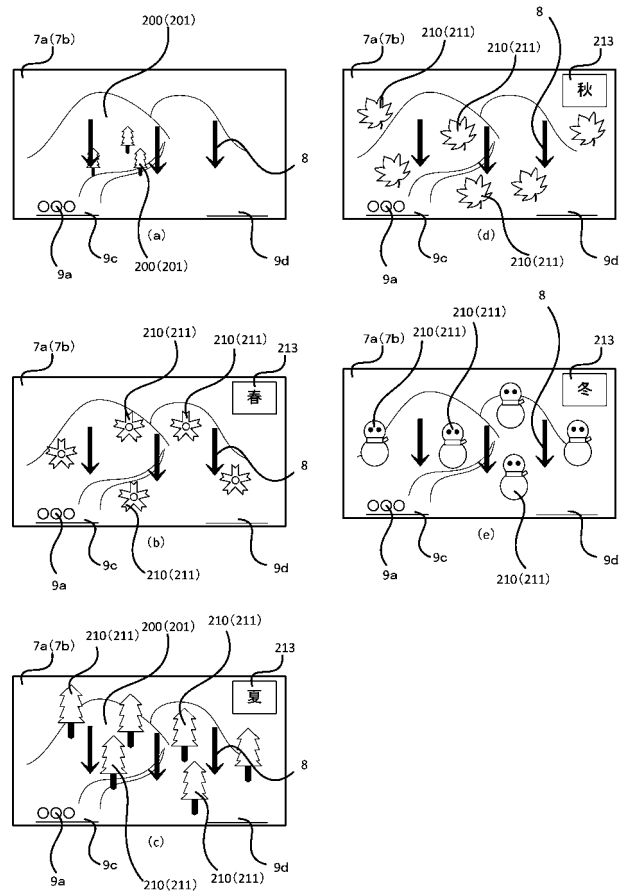 200(201)
7a(7b)
8
9a
9c
(a)
200(201)
9d
210(211)
210(211)
7a(7b)
213
春
8
9a
9c
(b)
210(211)
9d
210(211)
200(201)
210(211)
7a(7b)
213
夏
8
9a
9c
(c)
210(211)
210(211)
9d
210(211)
8
7a(7b)
210(211)
213
秋
9a
9c
(d)
210(211)
9d
8
210(211)
7a(7b)
210(211)
213
冬
9a
9c
(e)
210(211)
9d